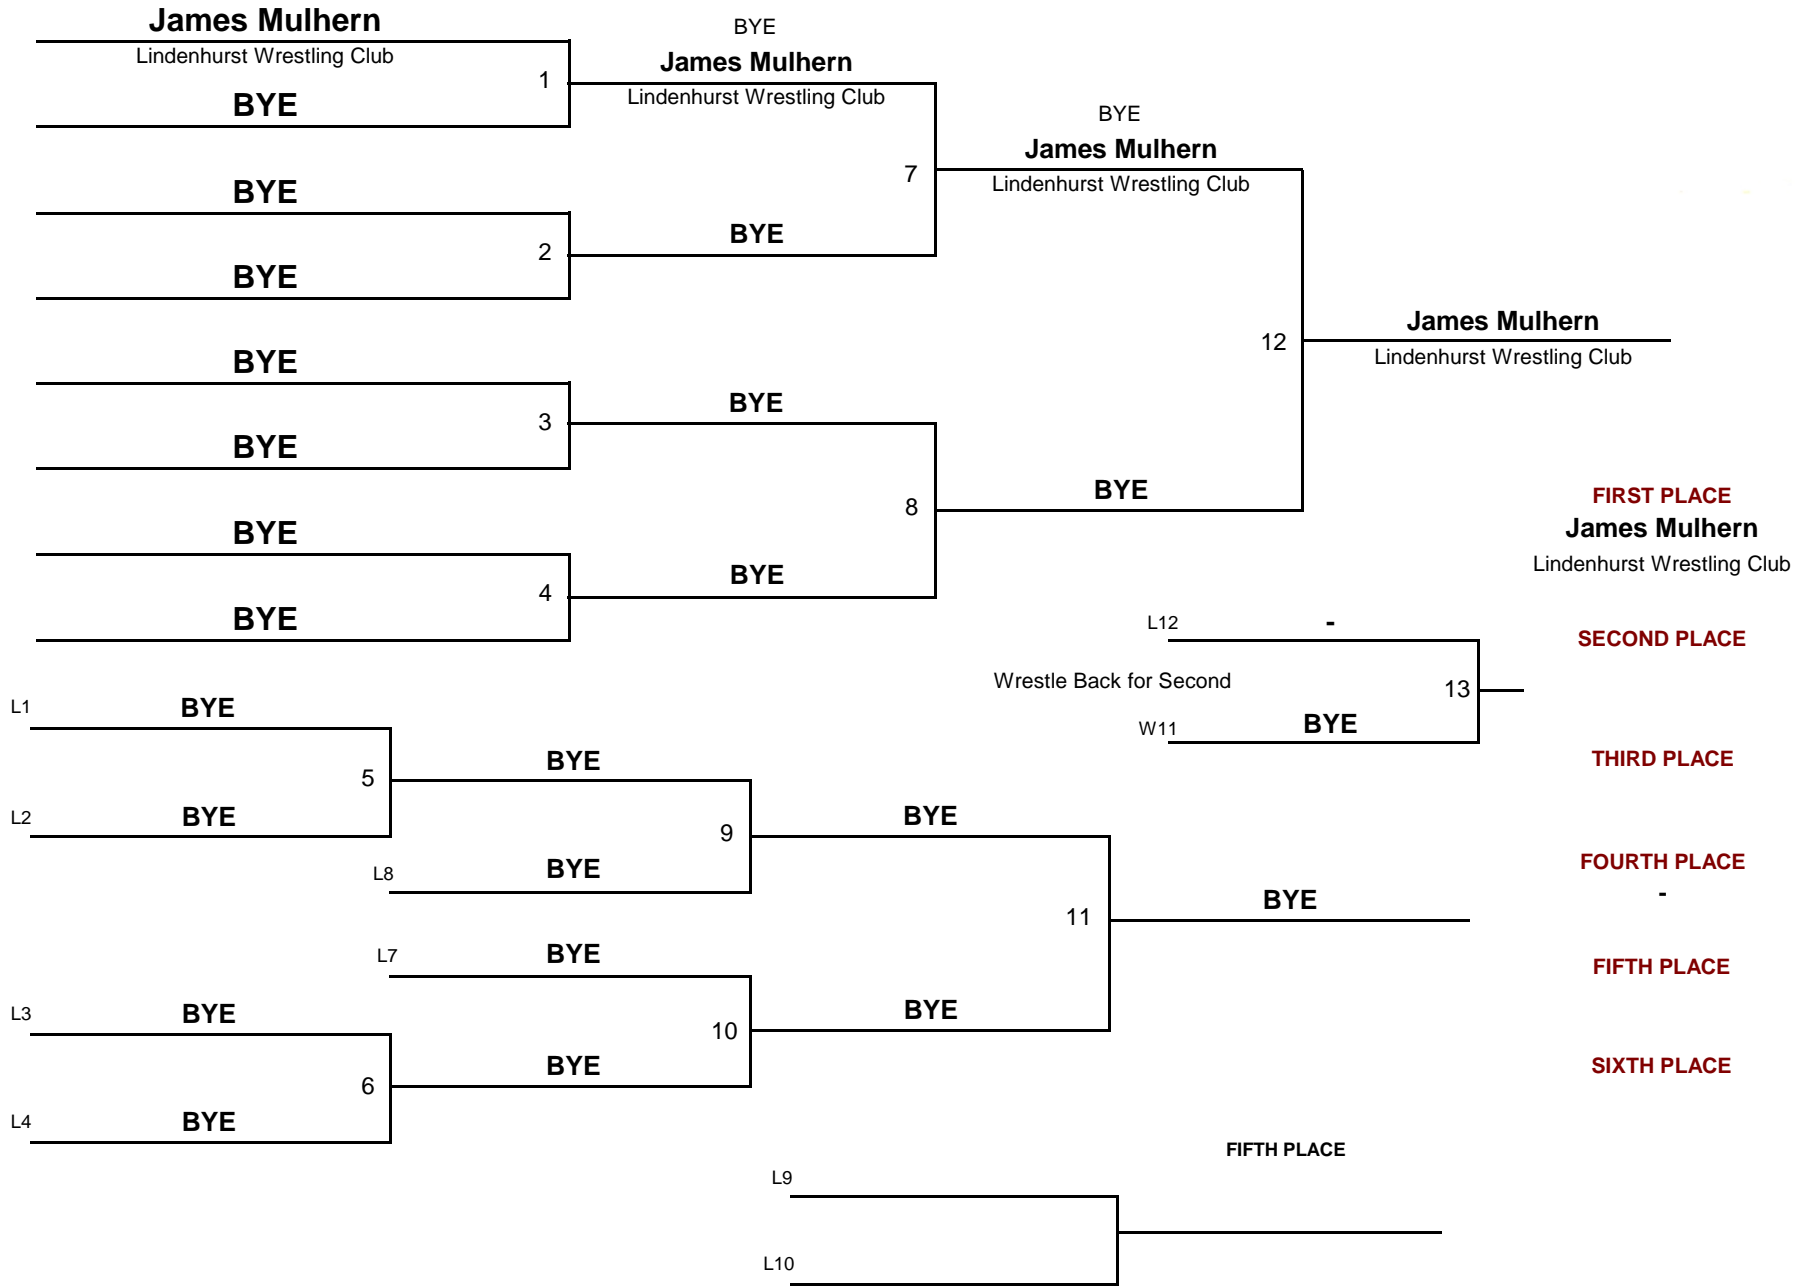 James Mulhern
Lindenhurst Wrestling Club
1
BYE
BYE
2
BYE
BYE
3
BYE
BYE
4
BYE
BYE
James Mulhern
Lindenhurst Wrestling Club
7
BYE
BYE
8
BYE
BYE
James Mulhern
Lindenhurst Wrestling Club
12
BYE
James Mulhern
Lindenhurst Wrestling Club
FIRST PLACE
James Mulhern
Lindenhurst Wrestling Club
L12 -
Wrestle Back for Second
13
W11 BYE
SECOND PLACE
THIRD PLACE
FOURTH PLACE
-
FIFTH PLACE
SIXTH PLACE
L1 BYE
5
L2 BYE
BYE
9
L8 BYE
BYE
11
BYE
L7 BYE
10
BYE
BYE
L3 BYE
6
L4 BYE
FIFTH PLACE
L9
L10